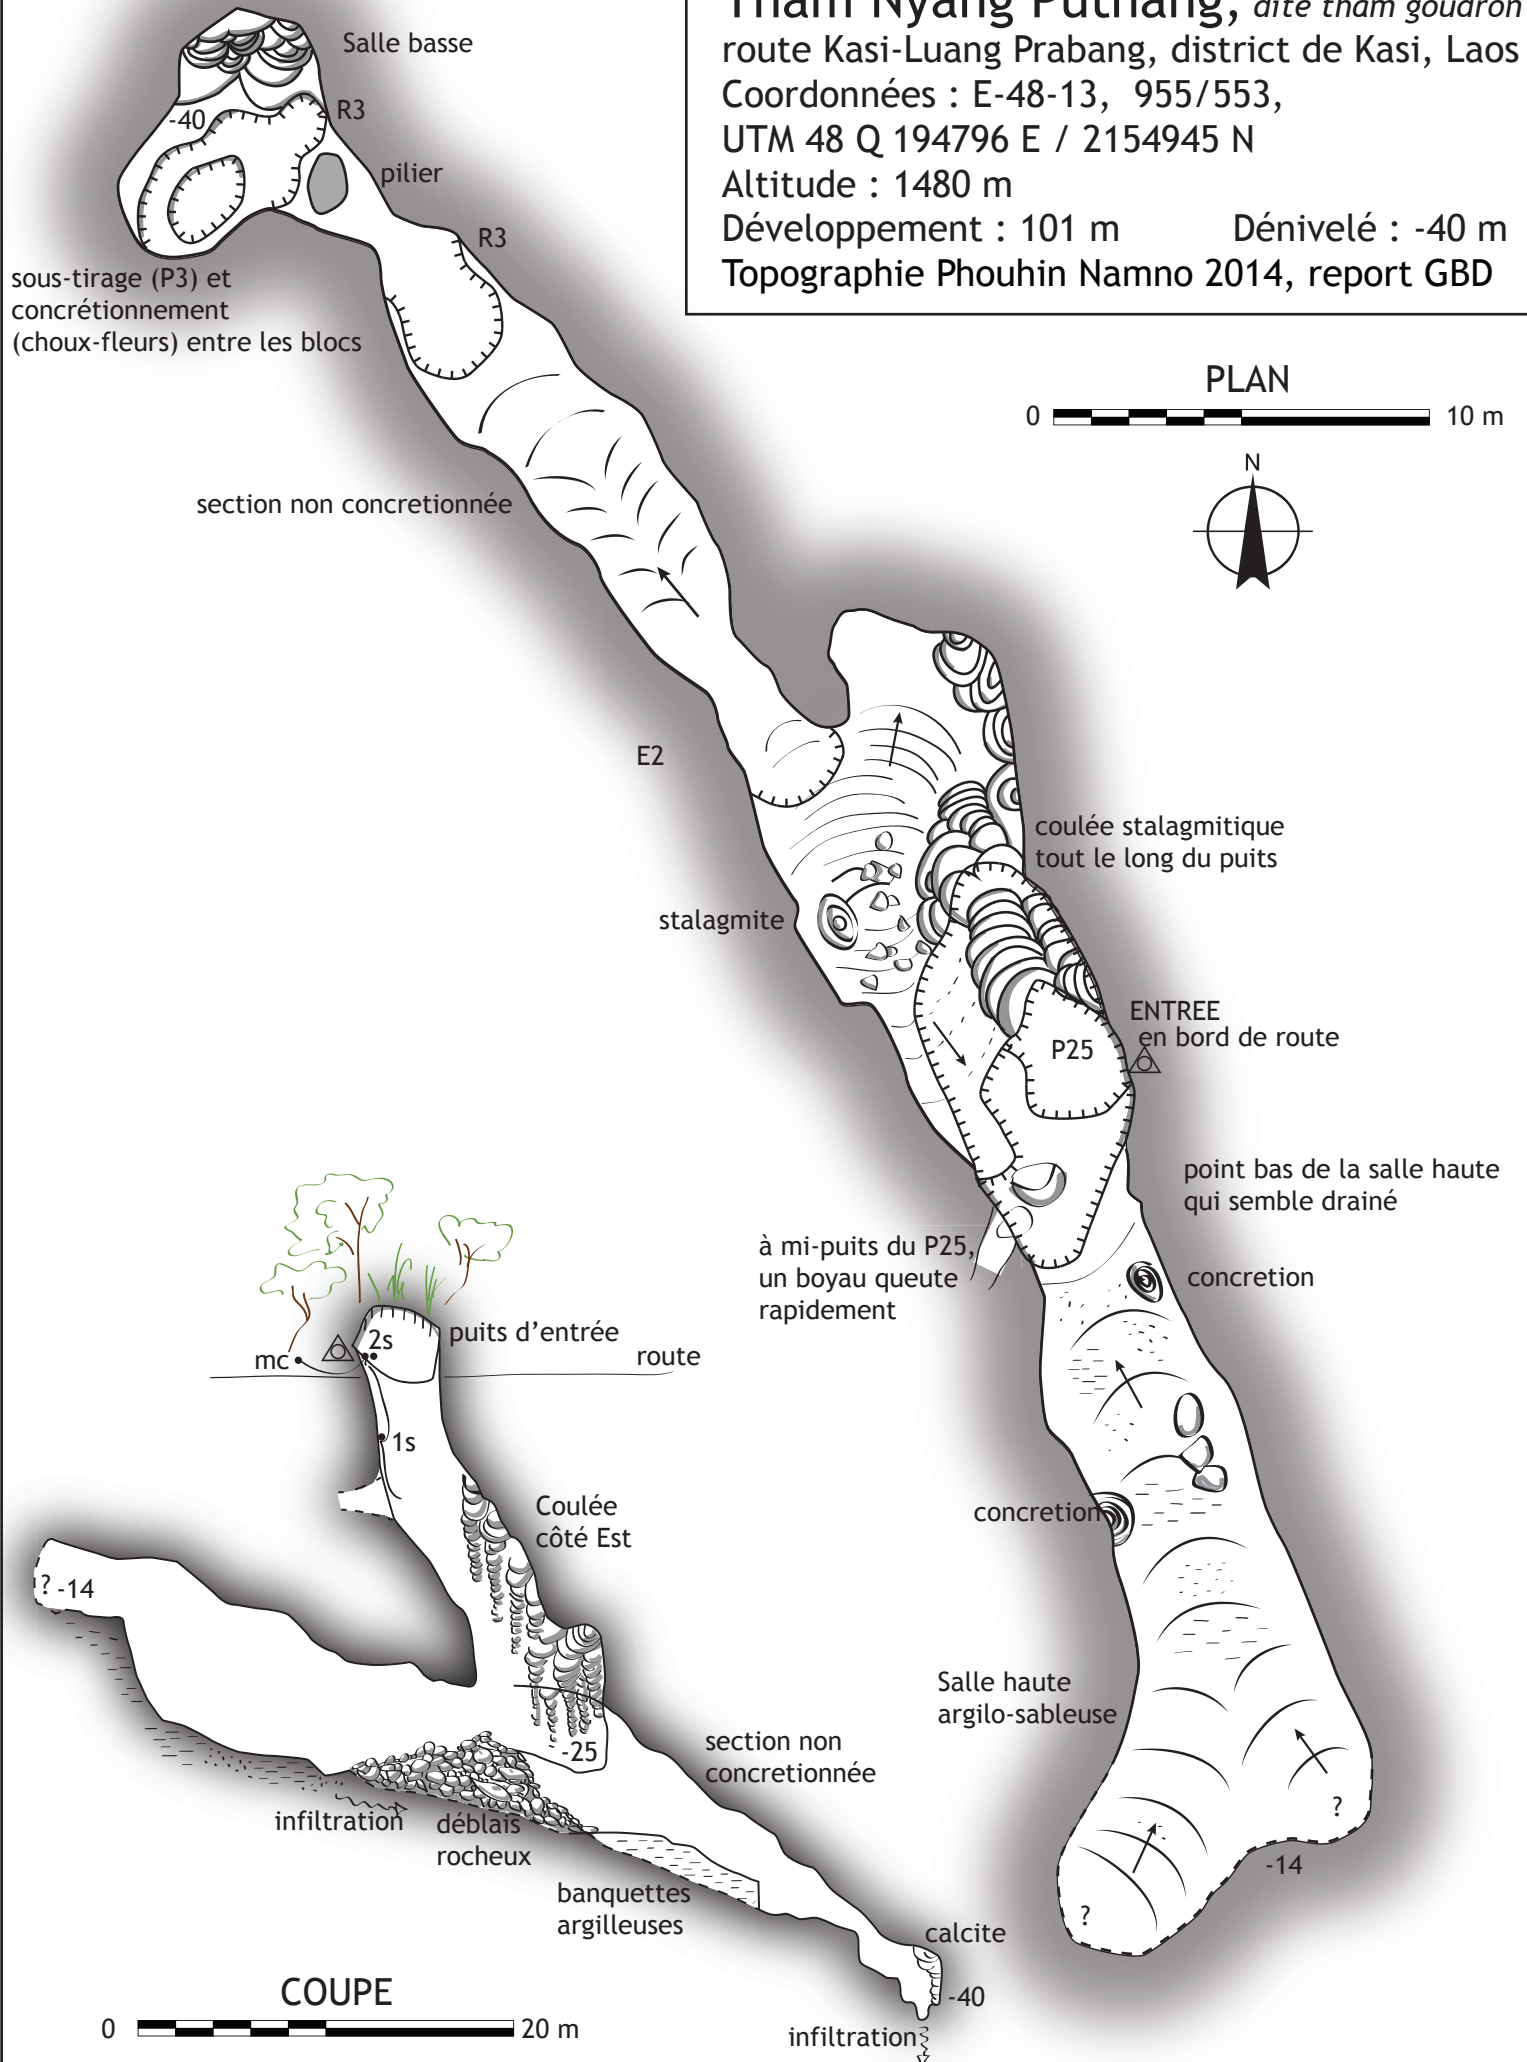 Tham Nyang Puthang, dite tham goudron
route Kasi-Luang Prabang, district de Kasi, Laos
Coordonnées : E-48-13, 955/553,
UTM 48 Q 194796 E / 2154945 N
Altitude : 1480 m
Développement : 101 m Dénivelé : -40 m
Topographie Phouhin Namno 2014, report GBD
Salle basse
-40
R3
pilier
R3
sous-tirage (P3) et
concrétionnement
(choux-fleurs) entre les blocs
PLAN
0 10 m
N
section non concretionnée
E2
coulée stalagmitique
tout le long du puits
stalagmite
ENTREE
en bord de route
P25
point bas de la salle haute
qui semble drainé
à mi-puits du P25,
un boyau queute
rapidement
concretion
concretion
Salle haute
argilo-sableuse
?
-14
?
puits d’entrée
2s
mc
route
1s
Coulée
côté Est
? -14
-25
section non
concretionnée
infiltration
déblais
rocheux
banquettes
argilleuses
calcite
-40
infiltration
COUPE
0 20 m